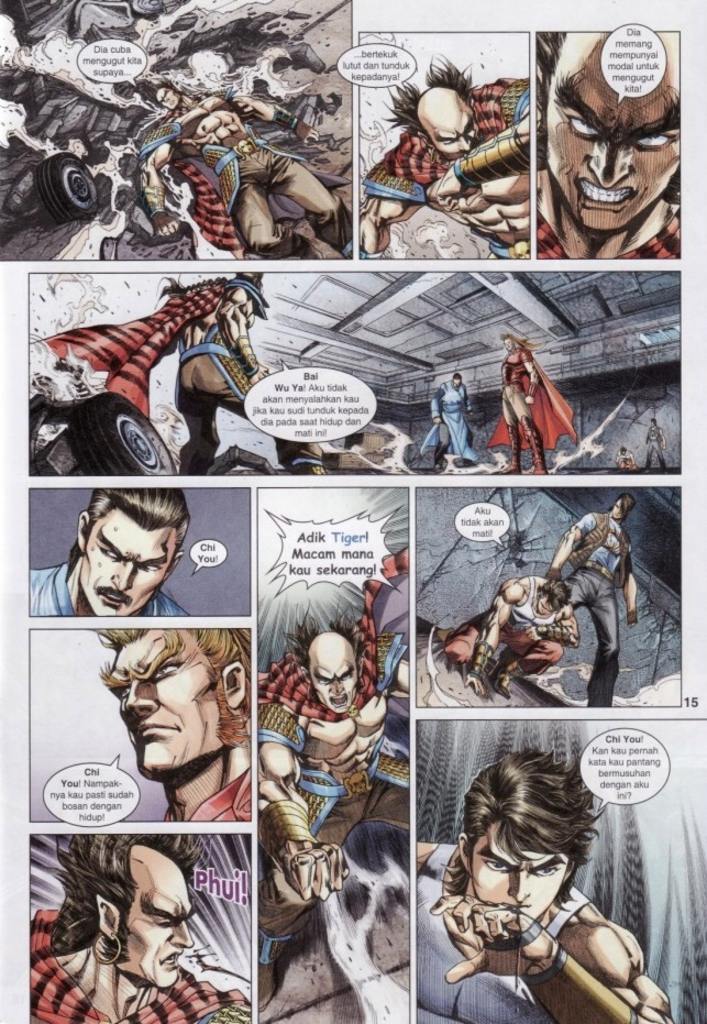 Dia cuba
mengugut kita
supaya...
...bertekuk
lutut dan tunduk
kepadanya!
Dia
memang
mempunyai
modal untuk
mengugut
kita!
Bai
Wu Ya! Aku tidak
akan menyalahkan kau
jika kau sudi tunduk kepada
dia pada saat hidup dan
mati ini!
Chi
You!
Adik Tiger!
Macam mana
kau sekarang!
Aku
tidak akan
mati!
15
Chi
You! Nampak-
nya kau pasti sudah
bosan dengan
hidup!
Phui!
Chi You!
Kan kau pernah
kata kau pantang
bermusuhan
dengan aku
ini?